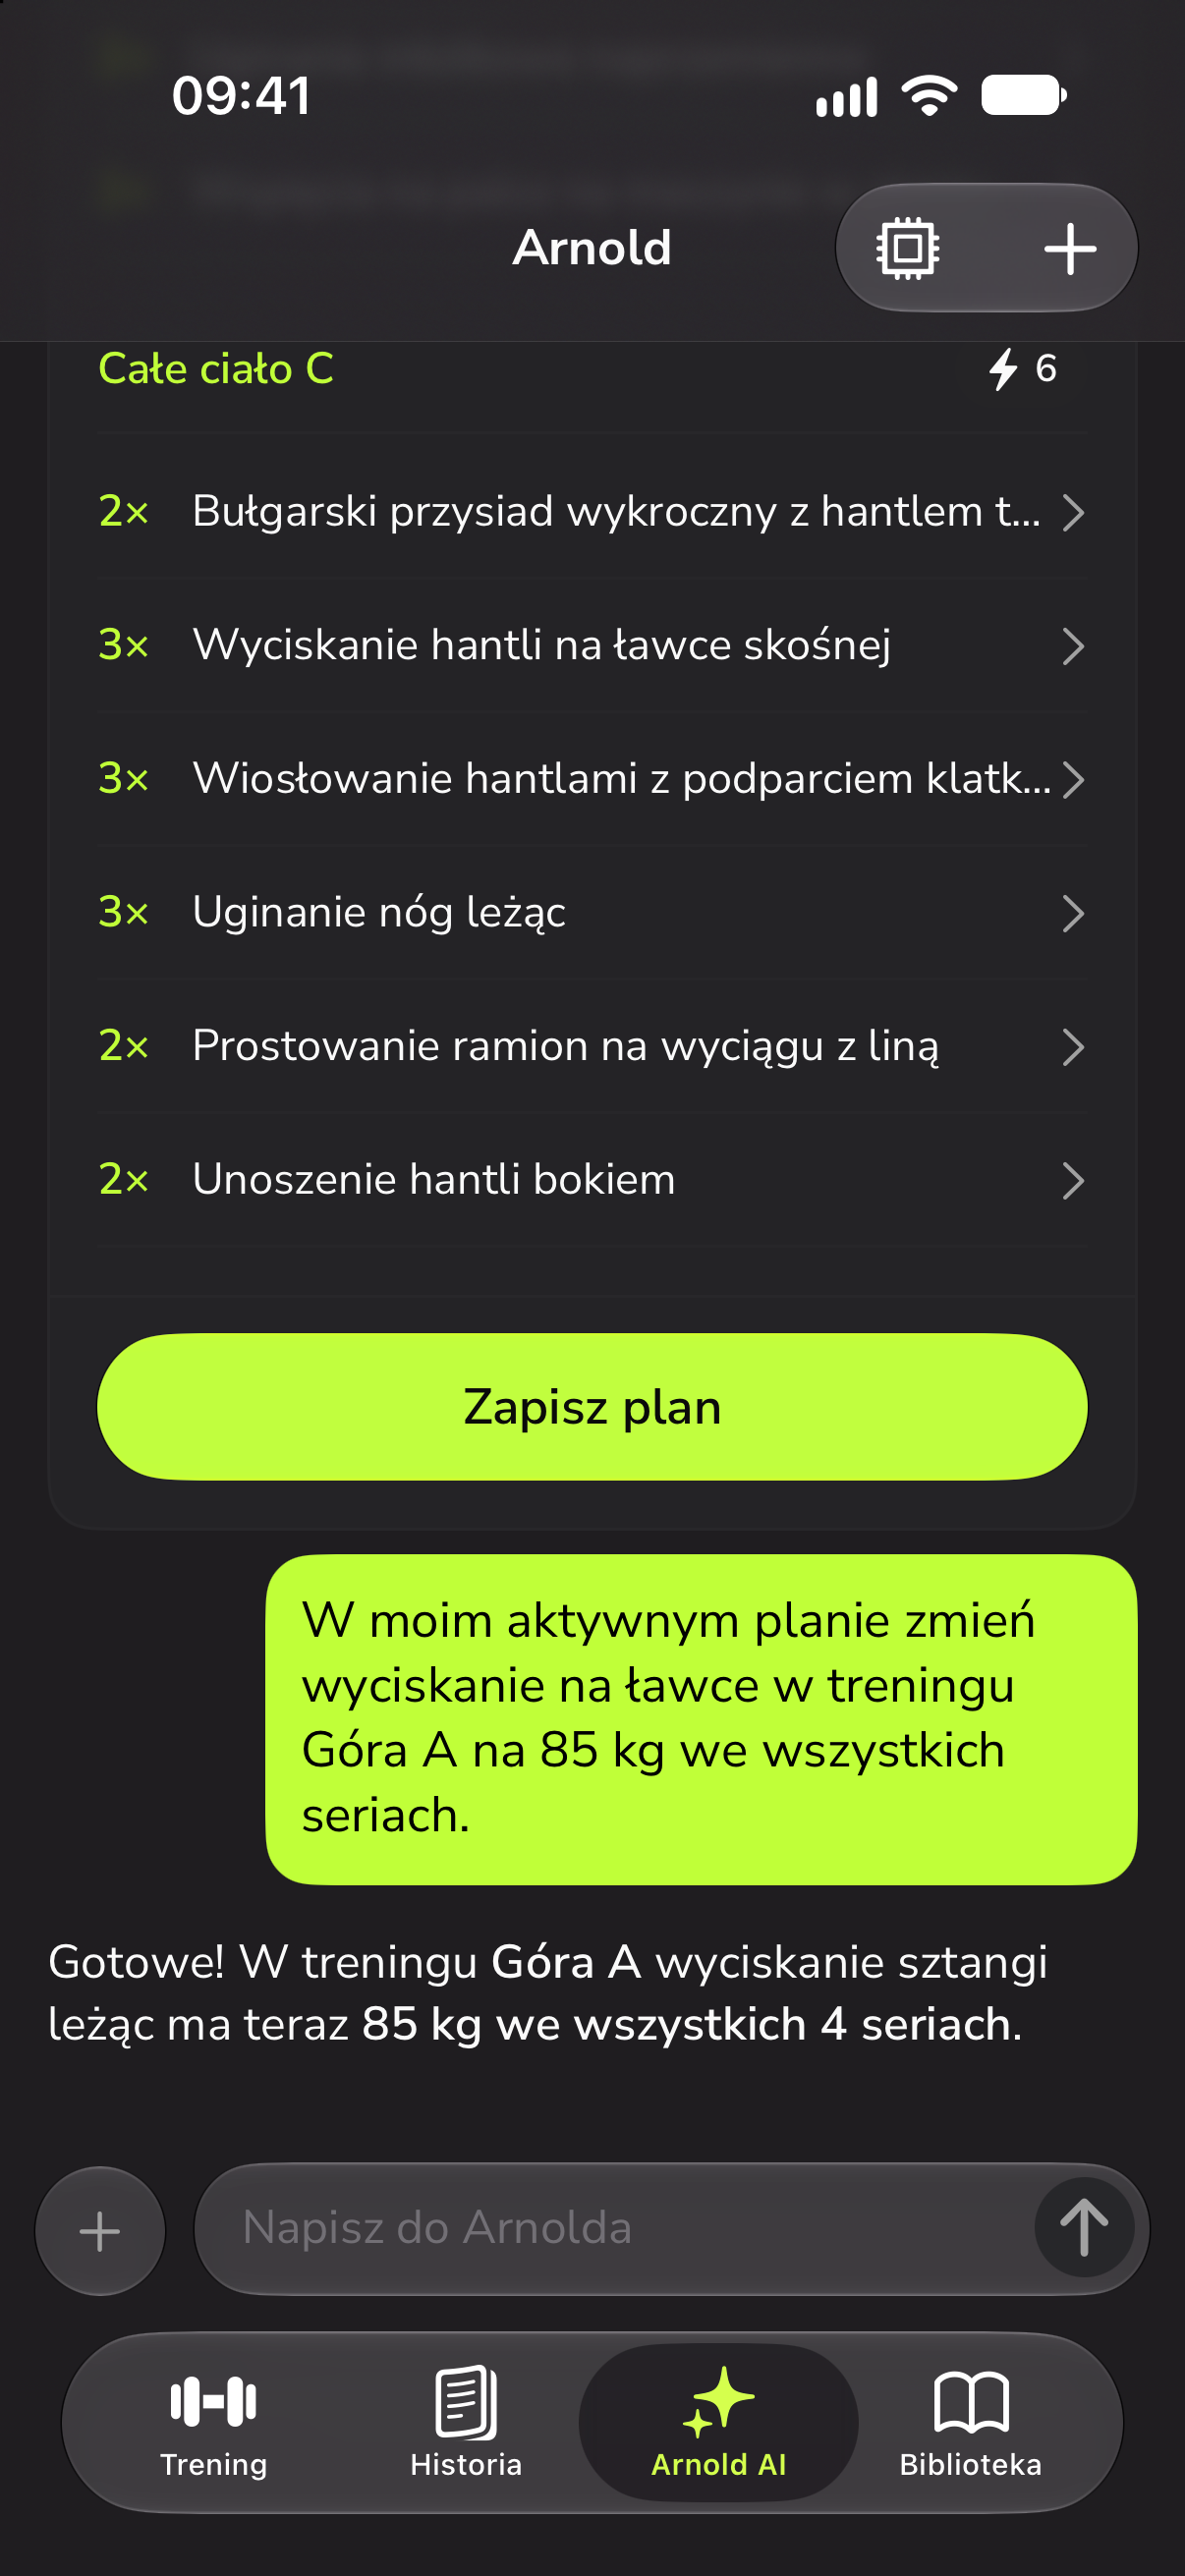 09:41
Arnold
Całe ciało C
6
2× Bułgarski przysiad wykroczny z hantlem t...
3× Wyciskanie hantli na ławce skośnej
3× Wiosłowanie hantlami z podparciem klatk...
3× Uginanie nóg leżąc
2× Prostowanie ramion na wyciągu z liną
2× Unoszenie hantli bokiem
Zapisz plan
W moim aktywnym planie zmień
wyciskanie na ławce w treningu
Góra A na 85 kg we wszystkich
seriach.
Gotowe! W treningu Góra A wyciskanie sztangi
leżąc ma teraz 85 kg we wszystkich 4 seriach.
Napisz do Arnolda
Trening
Historia
Arnold AI
Biblioteka